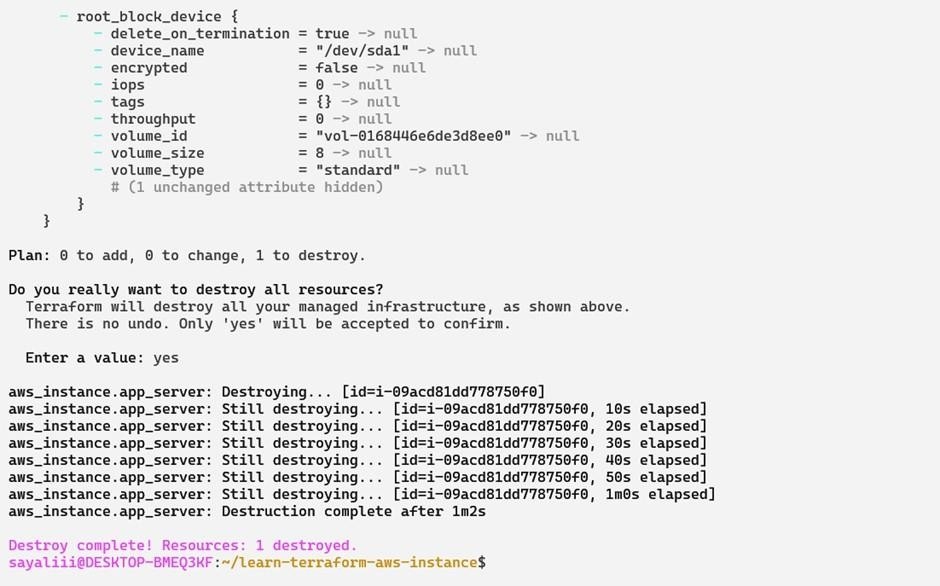 - root_block_device {
- delete_on_termination = true -> null
- device_name = "/dev/sda1" -> null
- encrypted = false -> null
- iops = 0 -> null
- tags = {} -> null
- throughput = 0 -> null
- volume_id = "vol-0168446e6de3d8ee0" -> null
- volume_size = 8 -> null
- volume_type = "standard" -> null
# (1 unchanged attribute hidden)
}
}
Plan: 0 to add, 0 to change, 1 to destroy.
Do you really want to destroy all resources?
Terraform will destroy all your managed infrastructure, as shown above.
There is no undo. Only 'yes' will be accepted to confirm.
Enter a value: yes
aws_instance.app_server: Destroying... [id=i-09acd81dd778750f0]
aws_instance.app_server: Still destroying... [id=i-09acd81dd778750f0, 10s elapsed]
aws_instance.app_server: Still destroying... [id=i-09acd81dd778750f0, 20s elapsed]
aws_instance.app_server: Still destroying... [id=i-09acd81dd778750f0, 30s elapsed]
aws_instance.app_server: Still destroying... [id=i-09acd81dd778750f0, 40s elapsed]
aws_instance.app_server: Still destroying... [id=i-09acd81dd778750f0, 50s elapsed]
aws_instance.app_server: Still destroying... [id=i-09acd81dd778750f0, 1m0s elapsed]
aws_instance.app_server: Destruction complete after 1m2s
Destroy complete! Resources: 1 destroyed.
sayaliii@DESKTOP-BMEQ3KF:~/learn-terraform-aws-instance$